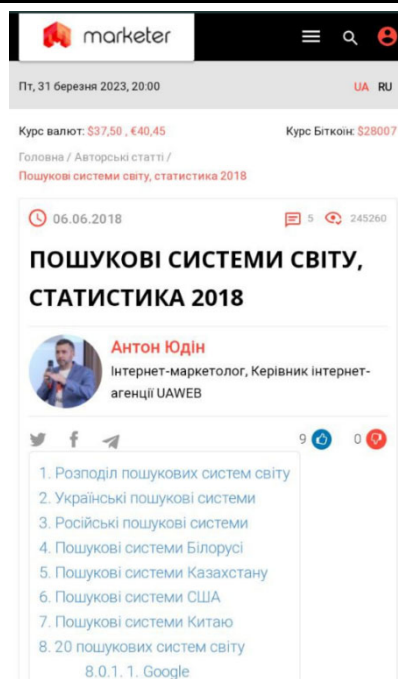 marketer
Пт, 31 березня 2023, 20:00 UA RU
Курс валют: $37,50 , €40,45 Курс Біткоін: $28007
Головна / Авторські статті /
Пошукові системи світу, статистика 2018
06.06.2018 5 245260
ПОШУКОВІ СИСТЕМИ СВІТУ,
СТАТИСТИКА 2018
Антон Юдін
Інтернет-маркетолог, Керівник інтернет-
агенції UAWEB
9 0
1. Розподіл пошукових систем світу
2. Українські пошукові системи
3. Російські пошукові системи
4. Пошукові системи Білорусі
5. Пошукові системи Казахстану
6. Пошукові системи США
7. Пошукові системи Китаю
8. 20 пошукових систем світу
8.0.1. 1. Google